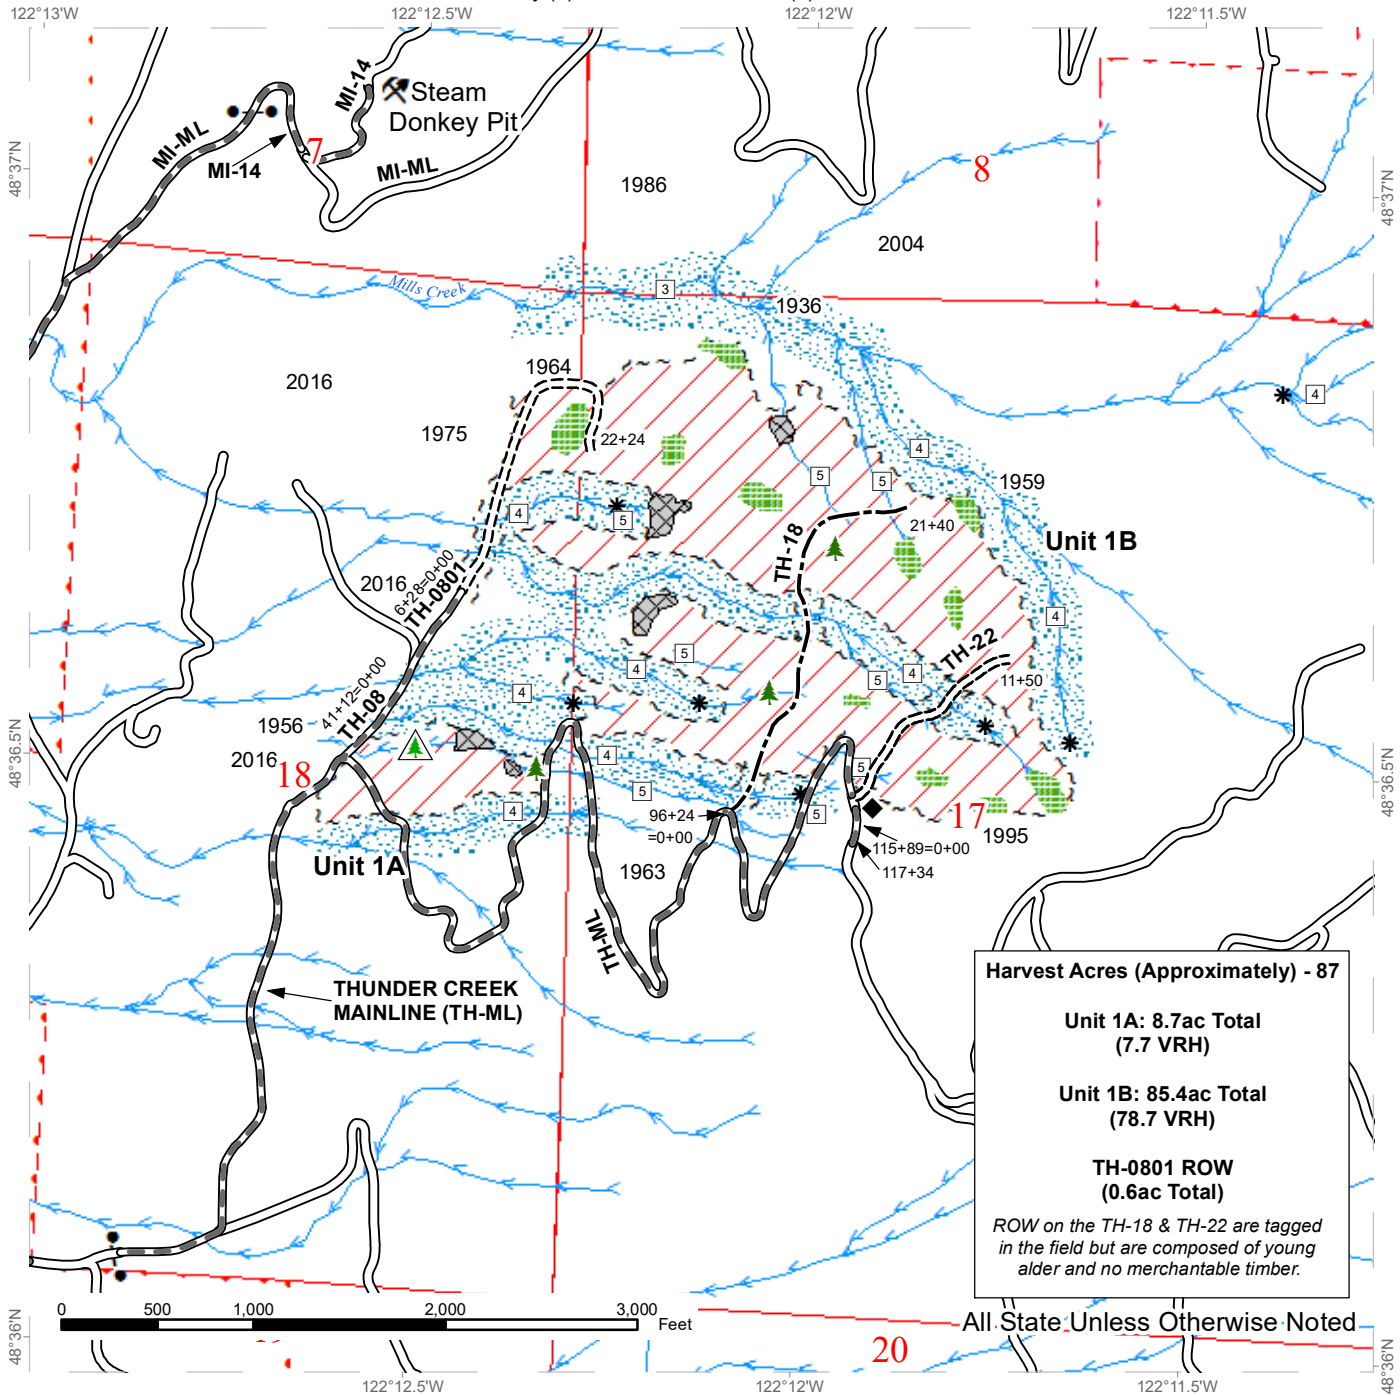 122°13'W
122°12.5'W
122°12'W
122°11.5'W
48°37'N
48°37'N
MI-14
Steam
Donkey Pit
MI-ML
MI-14
7
MI-ML
8
1986
2004
Mills Creek
3
1936
2016
1964
4
1975
22+24
4
5
5
1959
4
5
21+40
Unit 1B
TH-18
2016
6+28=0+00
TH-0801
4
TH-22
5
4
5
4
11+50
4
41+12=0+00
TH-08
1956
2016
18
4
5
5
4
5
96+24
=0+00
17
1995
115+89=0+00
117+34
Unit 1A
1963
TH-ML
48°36.5'N
48°36.5'N
THUNDER CREEK
MAINLINE (TH-ML)
Harvest Acres (Approximately) - 87
Unit 1A: 8.7ac Total
(7.7 VRH)
Unit 1B: 85.4ac Total
(78.7 VRH)
TH-0801 ROW
(0.6ac Total)
ROW on the TH-18 & TH-22 are tagged
in the field but are composed of young
alder and no merchantable timber.
0 500 1,000 2,000 3,000
Feet
All State Unless Otherwise Noted
20
48°36'N
48°36'N
122°12.5'W
122°12'W
122°11.5'W